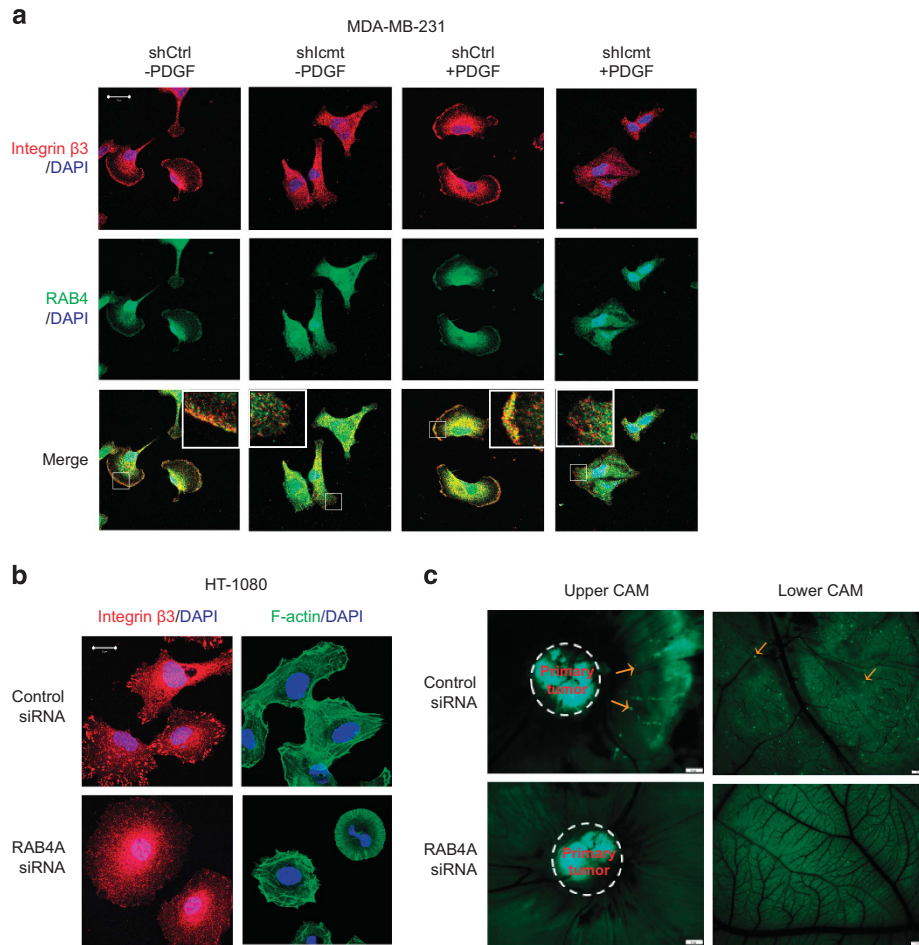 a
MDA-MB-231
shCtrl
-PDGF
shIcmt
-PDGF
shCtrl
+PDGF
shIcmt
+PDGF
Integrin β3
/DAPI
RAB4
/DAPI
Merge
b
HT-1080
Integrin β3/DAPI
F-actin/DAPI
Control
siRNA
RAB4A
siRNA
c
Upper CAM
Lower CAM
Control
siRNA
Primary
tumor
RAB4A
siRNA
Primary
tumor